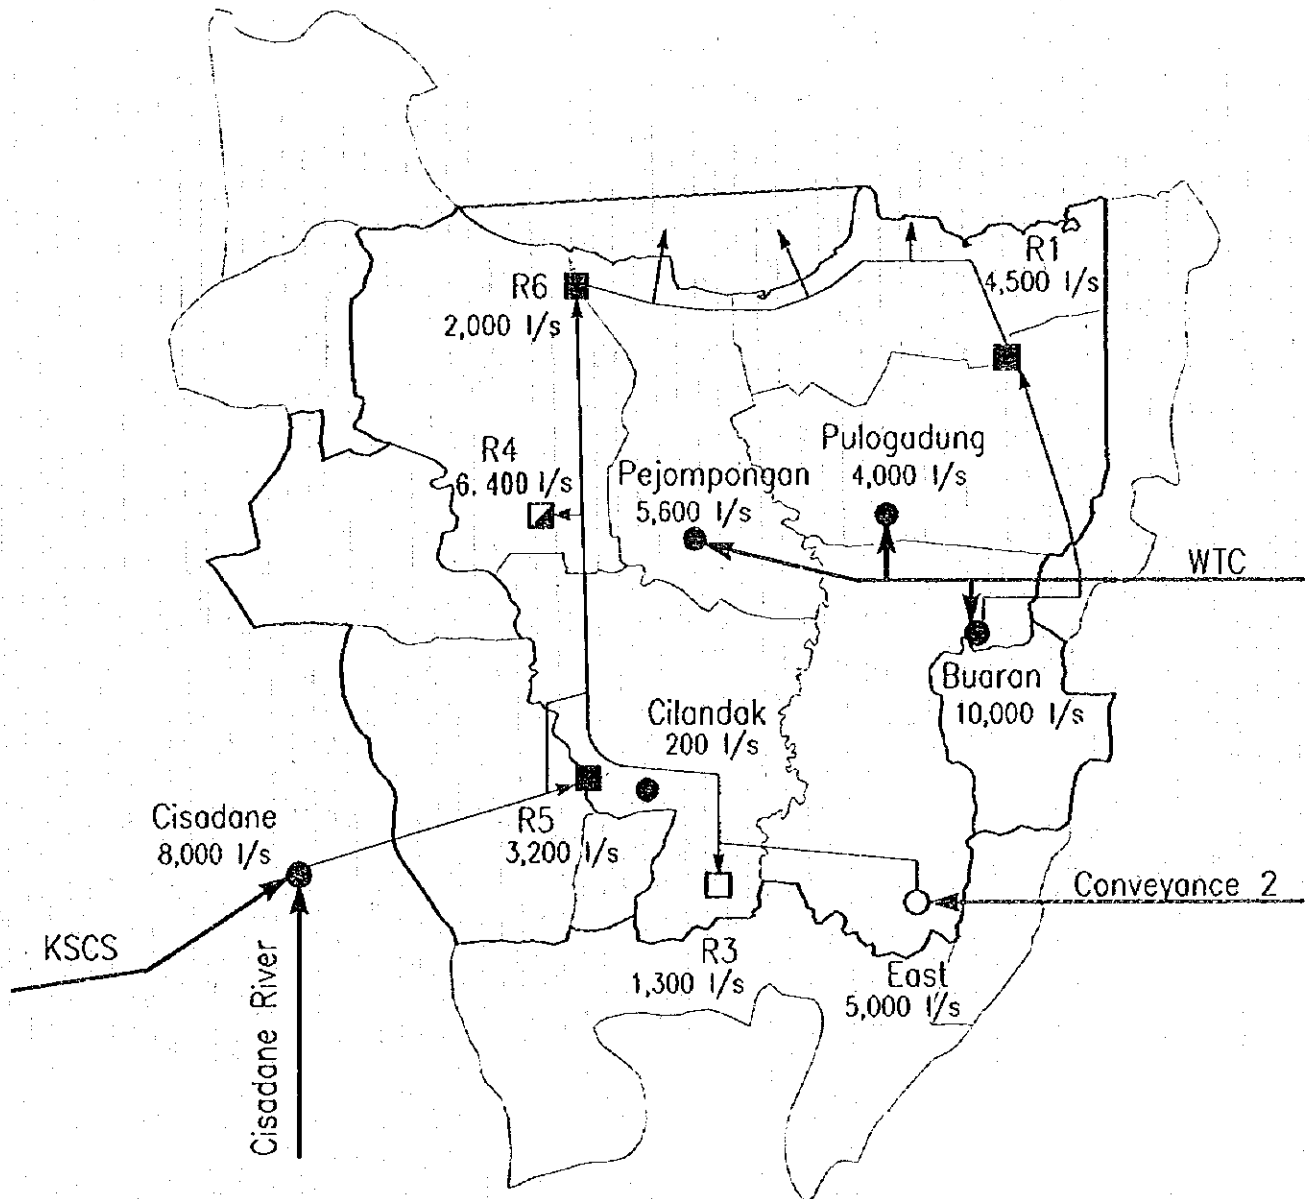 R1
4,500 l/s
R6
2,000 l/s
Pulogadung
4,000 l/s
R4
6.400 l/s
Pejompongan
5,600 l/s
WTC
Buaran
10,000 l/s
Cilandak
200 l/s
Cisadane
8,000 l/s
R5
3,200 l/s
Conveyance 2
KSCS
R3
1,300 l/s
East
5,000 l/s
Cisadane River